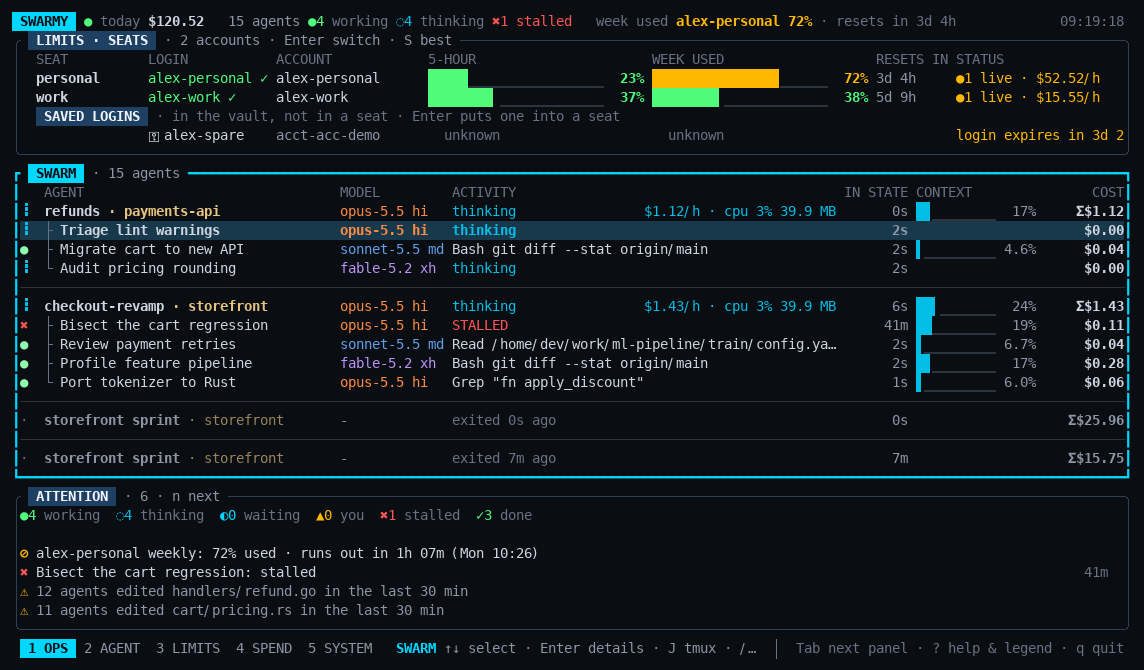 SWARMY ● today $120.52 15 agents ●4 working ◌4 thinking ✖1 stalled week used alex-personal 72% · resets in 3d 4h 09:19:18
LIMITS · SEATS · 2 accounts · Enter switch · S best
SEAT LOGIN ACCOUNT 5-HOUR WEEK USED RESETS IN STATUS
personal alex-personal ✓ alex-personal 23% 72% 3d 4h ●1 live · $52.52/h
work alex-work ✓ alex-work 37% 38% 5d 9h ●1 live · $15.55/h
SAVED LOGINS · in the vault, not in a seat · Enter puts one into a seat
⚿ alex-spare acct-acc-demo unknown unknown login expires in 3d 2
SWARM · 15 agents
AGENT MODEL ACTIVITY IN STATE CONTEXT COST
refunds · payments-api opus-5.5 hi thinking $1.12/h · cpu 3% 39.9 MB 0s 17% Σ$1.12
├ Triage lint warnings opus-5.5 hi thinking 2s $0.00
● ├ Migrate cart to new API sonnet-5.5 md Bash git diff --stat origin/main 2s 4.6% $0.04
└ Audit pricing rounding fable-5.2 xh thinking 2s $0.00
checkout-revamp · storefront opus-5.5 hi thinking $1.43/h · cpu 3% 39.9 MB 6s 24% Σ$1.43
✖ ├ Bisect the cart regression opus-5.5 hi STALLED 41m 19% $0.11
● ├ Review payment retries sonnet-5.5 md Read /home/dev/work/ml-pipeline/train/config.ya… 2s 6.7% $0.04
● ├ Profile feature pipeline fable-5.2 xh Bash git diff --stat origin/main 2s 17% $0.28
● └ Port tokenizer to Rust opus-5.5 hi Grep "fn apply_discount" 1s 6.0% $0.06
· storefront sprint · storefront - exited 0s ago 0s Σ$25.96
· storefront sprint · storefront - exited 7m ago 7m Σ$15.75
ATTENTION · 6 · n next
●4 working ◌4 thinking ◐0 waiting ▲0 you ✖1 stalled ✓3 done
⊘ alex-personal weekly: 72% used · runs out in 1h 07m (Mon 10:26)
✖ Bisect the cart regression: stalled 41m
⚠ 12 agents edited handlers/refund.go in the last 30 min
⚠ 11 agents edited cart/pricing.rs in the last 30 min
1 OPS 2 AGENT 3 LIMITS 4 SPEND 5 SYSTEM SWARM ↑↓ select · Enter details · J tmux · /… │ Tab next panel · ? help & legend · q quit